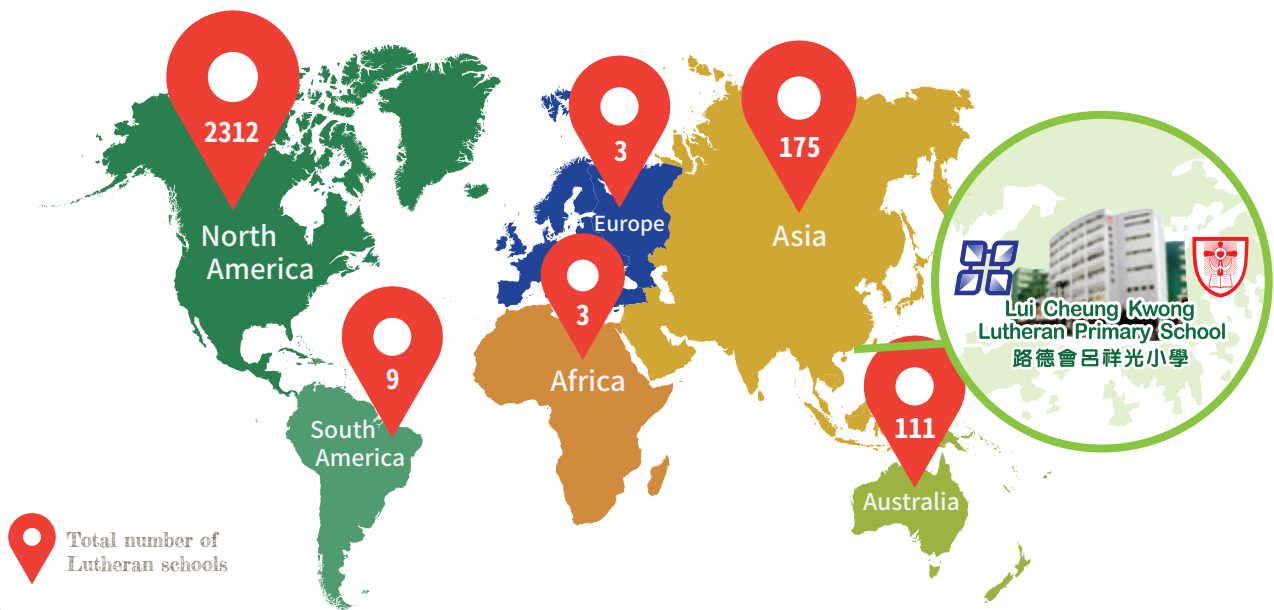 2312
North
America
3
Europe
175
Asia
3
Africa
9
South
America
111
Australia
Lui Cheung Kwong
Lutheran Primary School
路德會呂祥光小學
Total number of
Lutheran schools